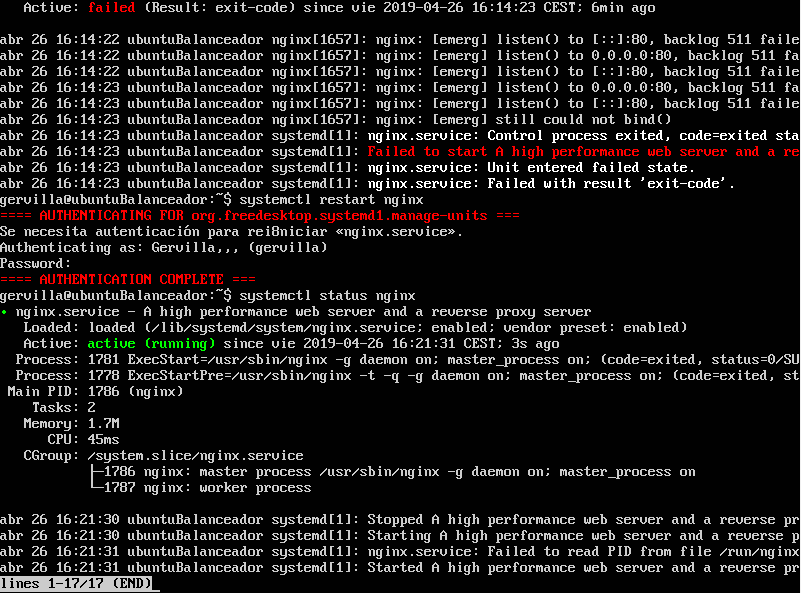 Active: failed (Result: exit-code) since vie 2019-04-26 16:14:23 CEST; 6min ago
abr 26 16:14:22 ubuntuBalanceador nginx[1657]: nginx: [emerg] listen() to [::]:80, backlog 511 faile
abr 26 16:14:22 ubuntuBalanceador nginx[1657]: nginx: [emerg] listen() to 0.0.0.0:80, backlog 511 fa
abr 26 16:14:22 ubuntuBalanceador nginx[1657]: nginx: [emerg] listen() to [::]:80, backlog 511 faile
abr 26 16:14:23 ubuntuBalanceador nginx[1657]: nginx: [emerg] listen() to 0.0.0.0:80, backlog 511 fa
abr 26 16:14:23 ubuntuBalanceador nginx[1657]: nginx: [emerg] listen() to [::]:80, backlog 511 faile
abr 26 16:14:23 ubuntuBalanceador nginx[1657]: nginx: [emerg] still could not bind()
abr 26 16:14:23 ubuntuBalanceador systemd[1]: nginx.service: Control process exited, code=exited sta
abr 26 16:14:23 ubuntuBalanceador systemd[1]: Failed to start A high performance web server and a re
abr 26 16:14:23 ubuntuBalanceador systemd[1]: nginx.service: Unit entered failed state.
abr 26 16:14:23 ubuntuBalanceador systemd[1]: nginx.service: Failed with result 'exit-code'.
gervilla@ubuntuBalanceador:~$ systemctl restart nginx
==== AUTHENTICATING FOR org.freedesktop.systemd1.manage-units ===
Se necesita autenticación para rei8niciar «nginx.service».
Authenticating as: Gervilla,,, (gervilla)
Password:
==== AUTHENTICATION COMPLETE ===
gervilla@ubuntuBalanceador:~$ systemctl status nginx
• nginx.service - A high performance web server and a reverse proxy server
Loaded: loaded (/lib/systemd/system/nginx.service; enabled; vendor preset: enabled)
Active: active (running) since vie 2019-04-26 16:21:31 CEST; 3s ago
Process: 1781 ExecStart=/usr/sbin/nginx -g daemon on; master_process on; (code=exited, status=0/SU
Process: 1778 ExecStartPre=/usr/sbin/nginx -t -q -g daemon on; master_process on; (code=exited, st
Main PID: 1786 (nginx)
Tasks: 2
Memory: 1.7M
CPU: 45ms
CGroup: /system.slice/nginx.service
├─1786 nginx: master process /usr/sbin/nginx -g daemon on; master_process on
└─1787 nginx: worker process
abr 26 16:21:30 ubuntuBalanceador systemd[1]: Stopped A high performance web server and a reverse pr
abr 26 16:21:30 ubuntuBalanceador systemd[1]: Starting A high performance web server and a reverse p
abr 26 16:21:31 ubuntuBalanceador systemd[1]: nginx.service: Failed to read PID from file /run/nginx
abr 26 16:21:31 ubuntuBalanceador systemd[1]: Started A high performance web server and a reverse pr
lines 1-17/17 (END)